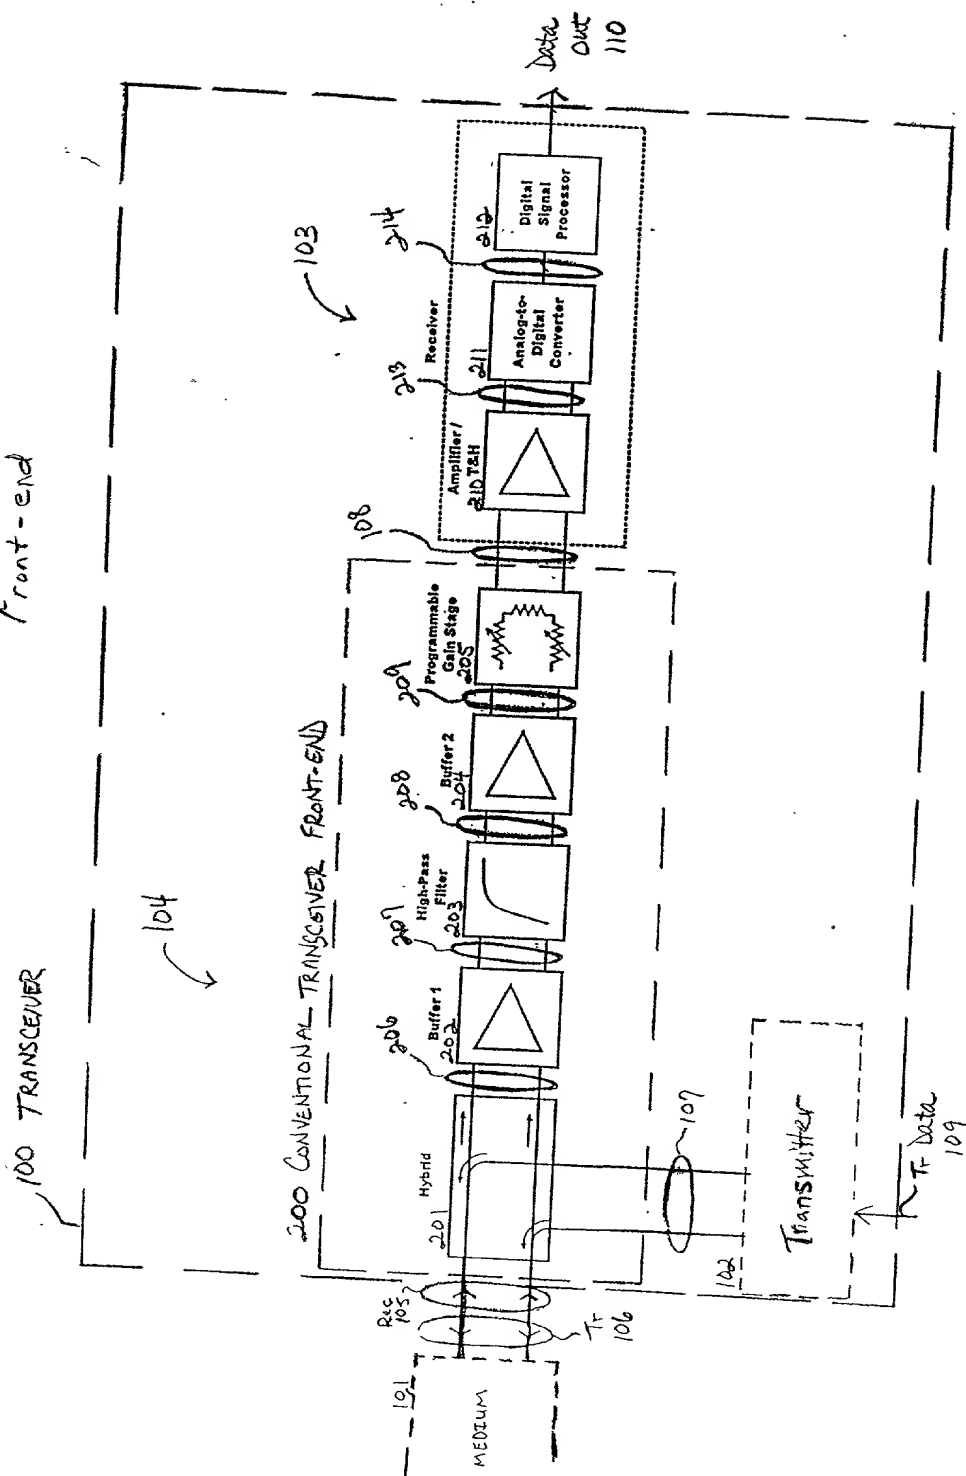 Front-end
100 TRANSCEIVER
104
103
200 CONVENTIONAL TRANSCEIVER FRONT-END
Receiver
MEDIUM
101
Rec
105
Tr
106
Hybrid
201
206
Buffer 1
202
207
High-Pass
Filter
203
208
Buffer 2
204
209
Programmable
Gain Stage
205
108
Amplifier/
210 T&H
213
211
Analog-to-
Digital
Converter
214
212
Digital
Signal
Processor
Data
Out
110
107
102
Transmitter
Tr Data
109